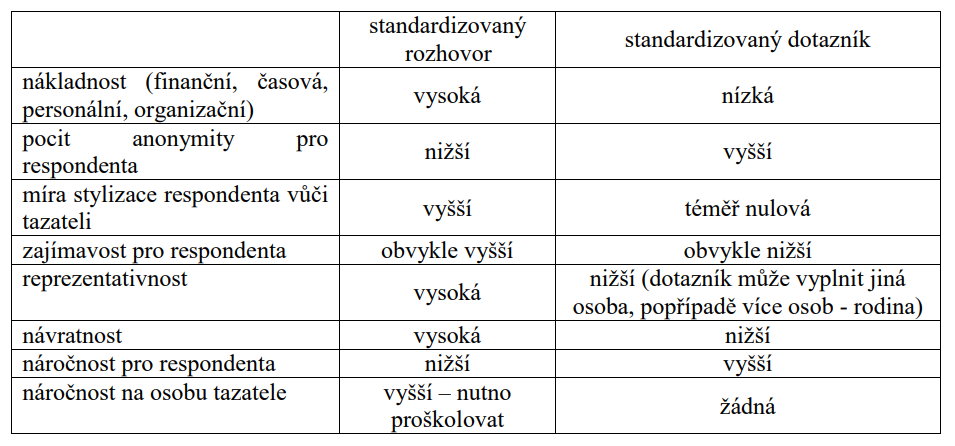 standardizovaný
rozhovor
standardizovaný dotazník
nákladnost (finanční, časová,
personální, organizační)
vysoká
nízká
pocit anonymity pro
respondenta
nižší
vyšší
míra stylizace respondenta vůči
tazateli
vyšší
téměř nulová
zajímavost pro respondenta
obvykle vyšší
obvykle nižší
reprezentativnost
vysoká
nižší (dotazník může vyplnit jiná
osoba, popřípadě více osob - rodina)
návratnost
vysoká
nižší
náročnost pro respondenta
nižší
vyšší
náročnost na osobu tazatele
vyšší – nutno
proškolovat
žádná